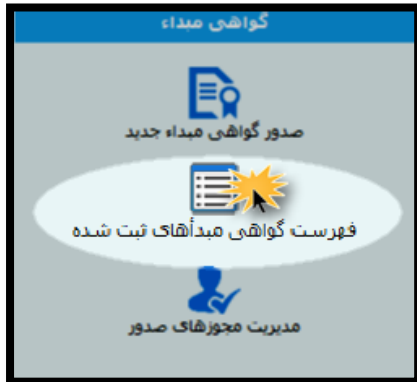 گواهی مبداء
صدور گواهی مبداء جدید
فهرست گواهی مبدأهای ثبت شده
مدیریت مجوزهای صدور